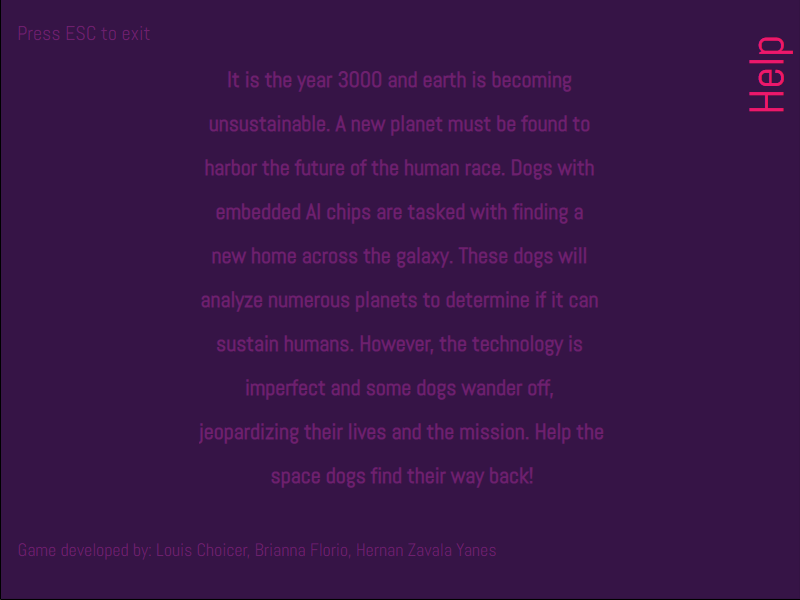 Press ESC to exit
Help
It is the year 3000 and earth is becoming
unsustainable. A new planet must be found to
harbor the future of the human race. Dogs with
embedded AI chips are tasked with finding a
new home across the galaxy. These dogs will
analyze numerous planets to determine if it can
sustain humans. However, the technology is
imperfect and some dogs wander off,
jeopardizing their lives and the mission. Help the
space dogs find their way back!
Game developed by: Louis Choicer, Brianna Florio, Hernan Zavala Yanes